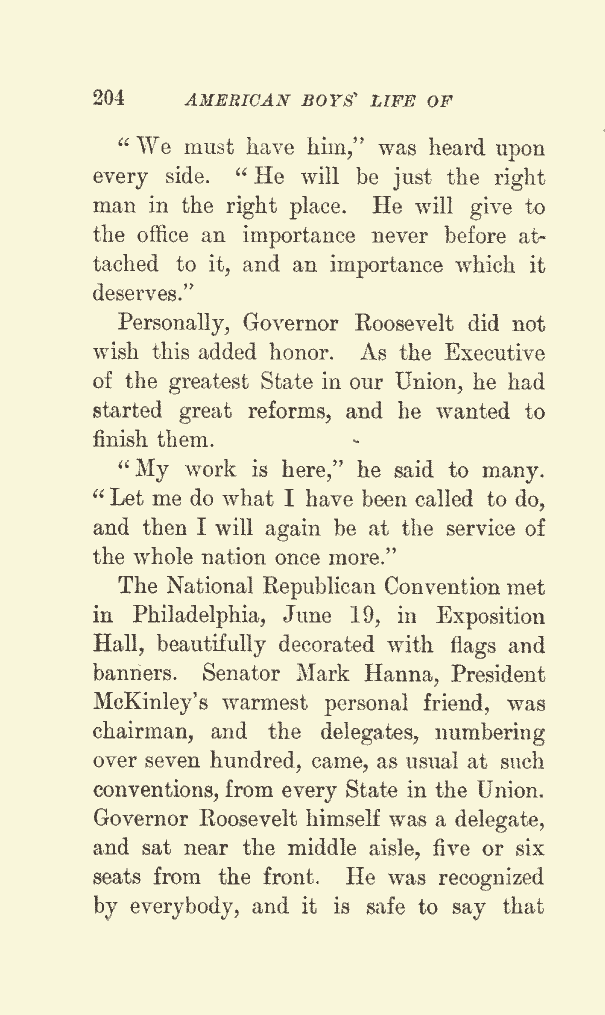 204 AMERICAN BOYS' LIFE OF
"We must have him," was heard upon
every side. "He will be just the right
man in the right place. He will give to
the office an importance never before at-
tached to it, and an importance which it
deserves."
Personally, Governor Roosevelt did not
wish this added honor. As the Executive
of the greatest State in our Union, he had
started great reforms, and he wanted to
finish them.
"My work is here," he said to many.
"Let me do what I have been called to do,
and then I will again be at the service of
the whole nation once more."
The National Republican Convention met
in Philadelphia, June 19, in Exposition
Hall, beautifully decorated with flags and
banners. Senator Mark Hanna, President
McKinley's warmest personal friend, was
chairman, and the delegates, numbering
over seven hundred, came, as usual at such
conventions, from every State in the Union.
Governor Roosevelt himself was a delegate,
and sat near the middle aisle, five or six
seats from the front. He was recognized
by everybody, and it is safe to say that